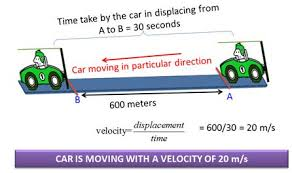 Time take by the car in displacing from
A to B = 30 seconds
Car moving in particular direction
B
A
600 meters
velocity= displacement / time = 600/30 = 20 m/s
CAR IS MOVING WITH A VELOCITY OF 20 m/s